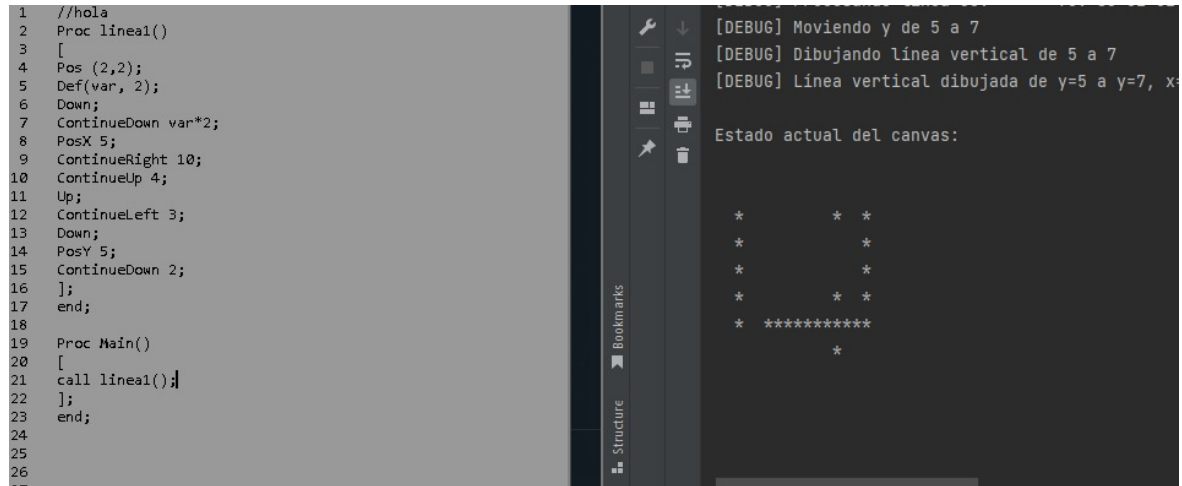 1 //hola
2 Proc linea1()
3 [
4 Pos (2,2);
5 Def(var, 2);
6 Down;
7 ContinueDown var*2;
8 PosX 5;
9 ContinueRight 10;
10 ContinueUp 4;
11 Up;
12 ContinueLeft 3;
13 Down;
14 PosY 5;
15 ContinueDown 2;
16 ];
17 end;
18
19 Proc Main()
20 [
21 call linea1();
22 ];
23 end;
24
25
26
Bookmarks
Structure
[DEBUG] Moviendo y de 5 a 7
[DEBUG] Dibujando línea vertical de 5 a 7
[DEBUG] Línea vertical dibujada de y=5 a y=7, x=
Estado actual del canvas:
*            *  *
*               *
*               *
*            *  *
*  ***********
*